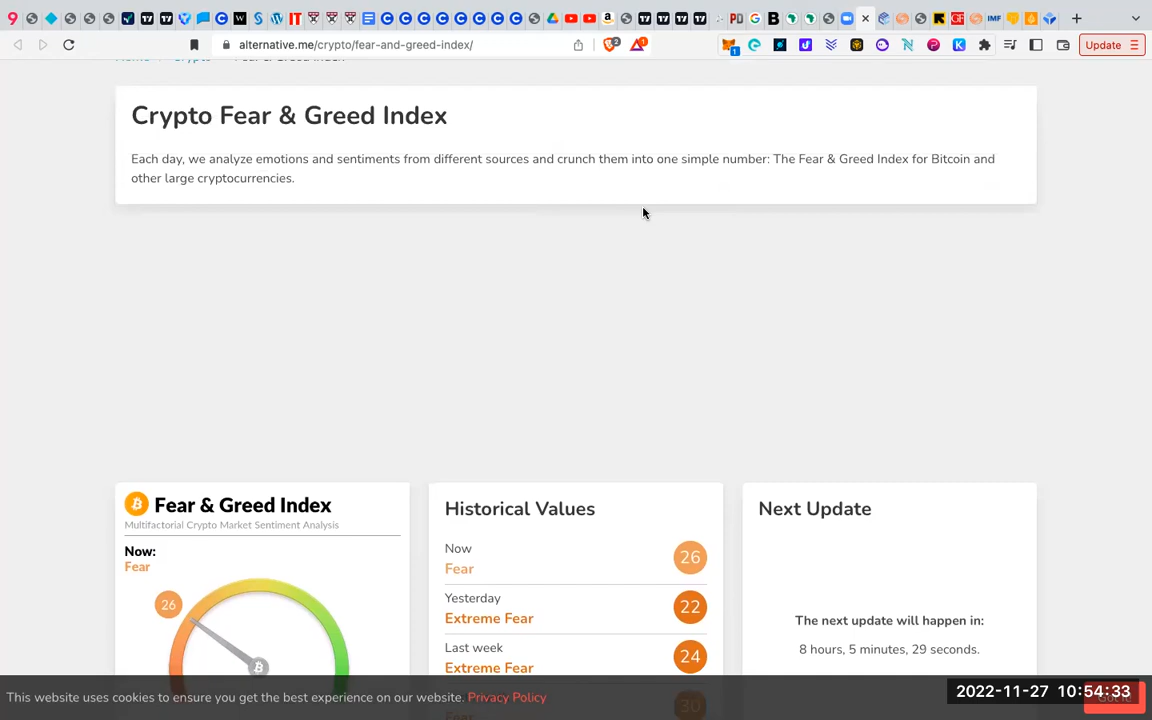 alternative.me/crypto/fear-and-greed-index/
Update
Crypto Fear & Greed Index
Each day, we analyze emotions and sentiments from different sources and crunch them into one simple number: The Fear & Greed Index for Bitcoin and
other large cryptocurrencies.
Fear & Greed Index
Multifactorial Crypto Market Sentiment Analysis
Now:
Fear
26
Historical Values
Now
Fear
26
Yesterday
Extreme Fear
22
Last week
Extreme Fear
24
30
Fear
Next Update
The next update will happen in:
8 hours, 5 minutes, 29 seconds.
This website uses cookies to ensure you get the best experience on our website. Privacy Policy
2022-11-27 10:54:33